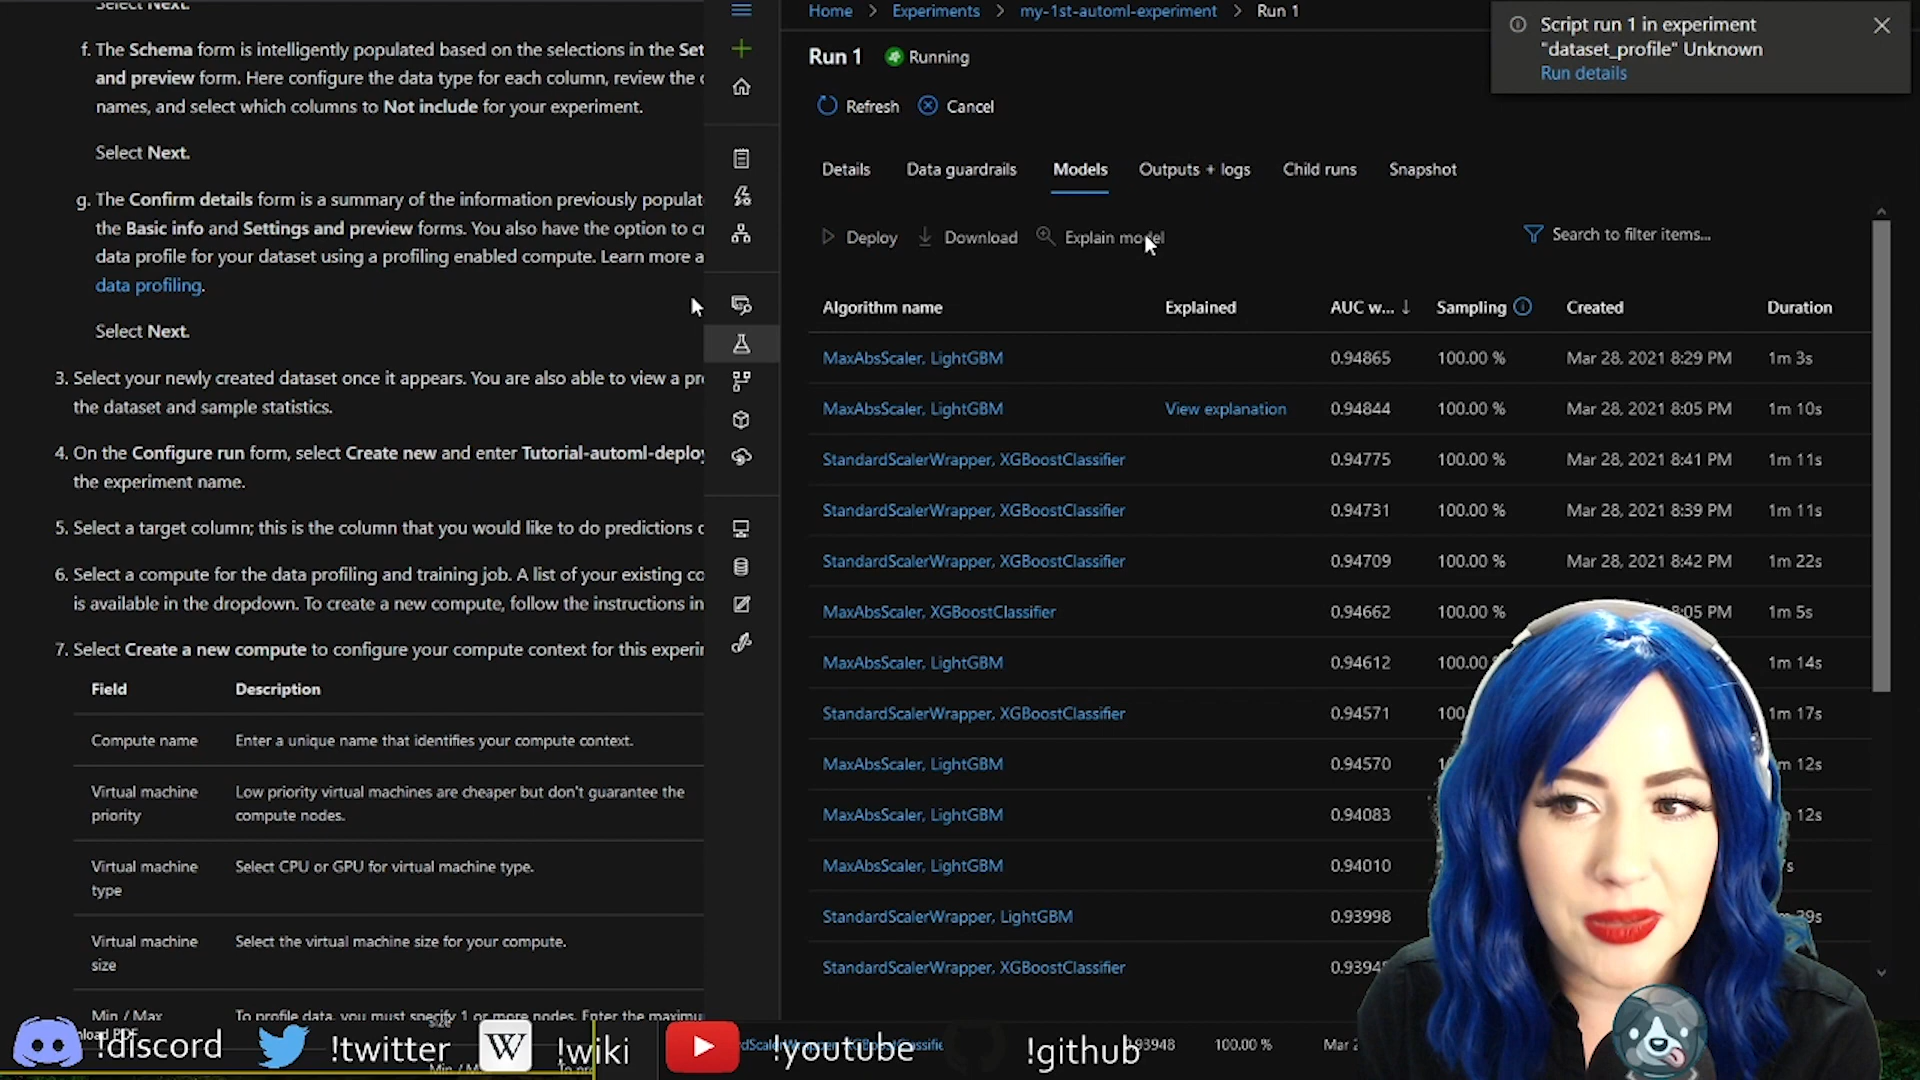 Select Next.
f. The Schema form is intelligently populated based on the selections in the Set
and preview form. Here configure the data type for each column, review the
names, and select which columns to Not include for your experiment.
Select Next.
g. The Confirm details form is a summary of the information previously populat
the Basic info and Settings and preview forms. You also have the option to cr
data profile for your dataset using a profiling enabled compute. Learn more a
data profiling.
Select Next.
3. Select your newly created dataset once it appears. You are also able to view a pr
the dataset and sample statistics.
4. On the Configure run form, select Create new and enter Tutorial-automl-deploy
the experiment name.
5. Select a target column; this is the column that you would like to do predictions
6. Select a compute for the data profiling and training job. A list of your existing co
is available in the dropdown. To create a new compute, follow the instructions in
7. Select Create a new compute to configure your compute context for this experi
Field Description
Compute name Enter a unique name that identifies your compute context.
Virtual machine priority Low priority virtual machines are cheaper but don't guarantee the
compute nodes.
Virtual machine type Select CPU or GPU for virtual machine type.
Virtual machine size Select the virtual machine size for your compute.
Min / Max To profile data, you must specify 1 or more nodes. Enter the maximu
Home > Experiments > my-1st-automl-experiment > Run 1
Run 1 Running
Refresh Cancel
Script run 1 in experiment
"dataset_profile" Unknown
Run details
Details Data guardrails Models Outputs + logs Child runs Snapshot
Deploy Download Explain model Search to filter items...
Algorithm name Explained AUC w... ↓ Sampling Created Duration
MaxAbsScaler, LightGBM 0.94865 100.00 % Mar 28, 2021 8:29 PM 1m 3s
MaxAbsScaler, LightGBM View explanation 0.94844 100.00 % Mar 28, 2021 8:05 PM 1m 10s
StandardScalerWrapper, XGBoostClassifier 0.94775 100.00 % Mar 28, 2021 8:41 PM 1m 11s
StandardScalerWrapper, XGBoostClassifier 0.94731 100.00 % Mar 28, 2021 8:39 PM 1m 11s
StandardScalerWrapper, XGBoostClassifier 0.94709 100.00 % Mar 28, 2021 8:42 PM 1m 22s
MaxAbsScaler, XGBoostClassifier 0.94662 100.00 % 8:05 PM 1m 5s
MaxAbsScaler, LightGBM 0.94612 100.00 1m 14s
StandardScalerWrapper, XGBoostClassifier 0.94571 100. 1m 17s
MaxAbsScaler, LightGBM 0.94570 12s
MaxAbsScaler, LightGBM 0.94083 12s
MaxAbsScaler, LightGBM 0.94010 s
StandardScalerWrapper, LightGBM 0.93998 39s
StandardScalerWrapper, XGBoostClassifier 0.9394
!discord !twitter W !wiki !youtube !github
93948 100.00 % Mar 2